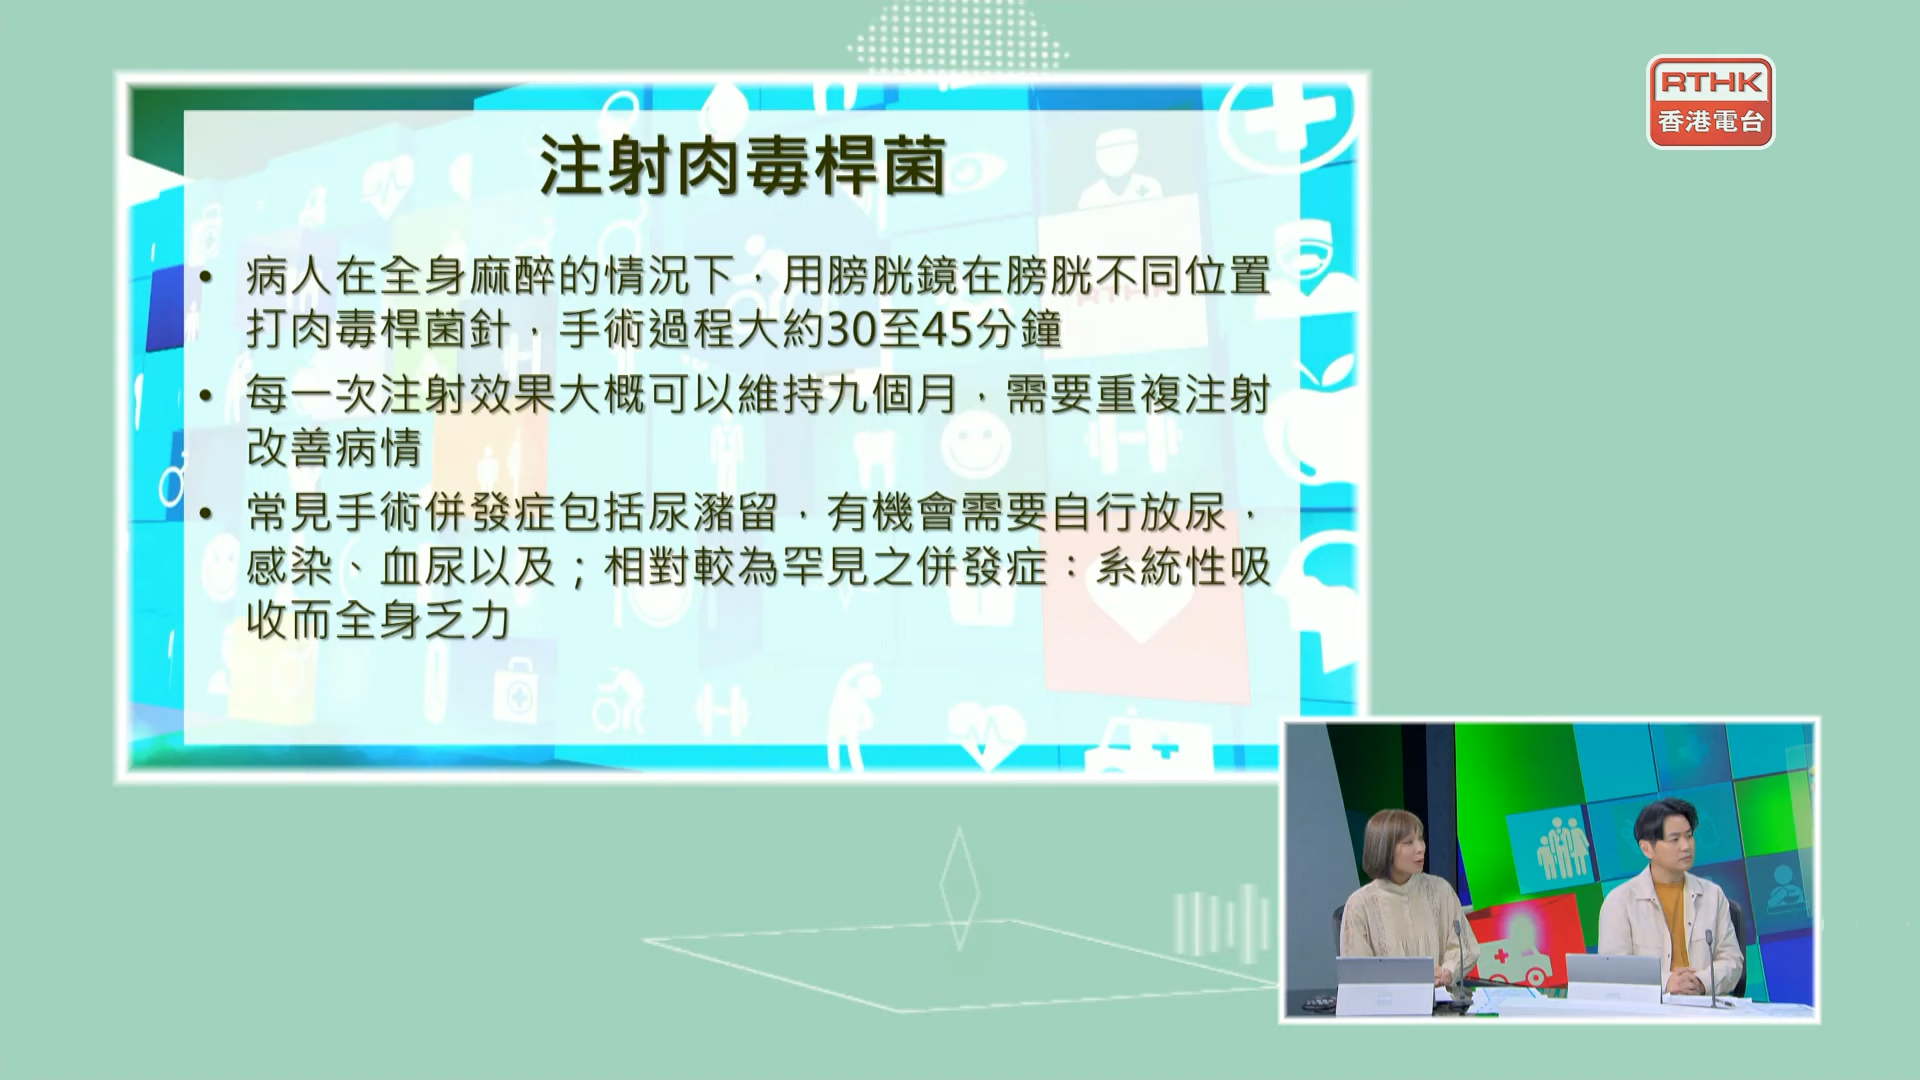 RTHK
香港電台
注射肉毒桿菌
• 病人在全身麻醉的情況下，用膀胱鏡在膀胱不同位置
打肉毒桿菌針，手術過程大約30至45分鐘
• 每一次注射效果大概可以維持九個月，需要重複注射
改善病情
• 常見手術併發症包括尿瀦留，有機會需要自行放尿，
感染、血尿以及；相對較為罕見之併發症：系統性吸
收而全身乏力